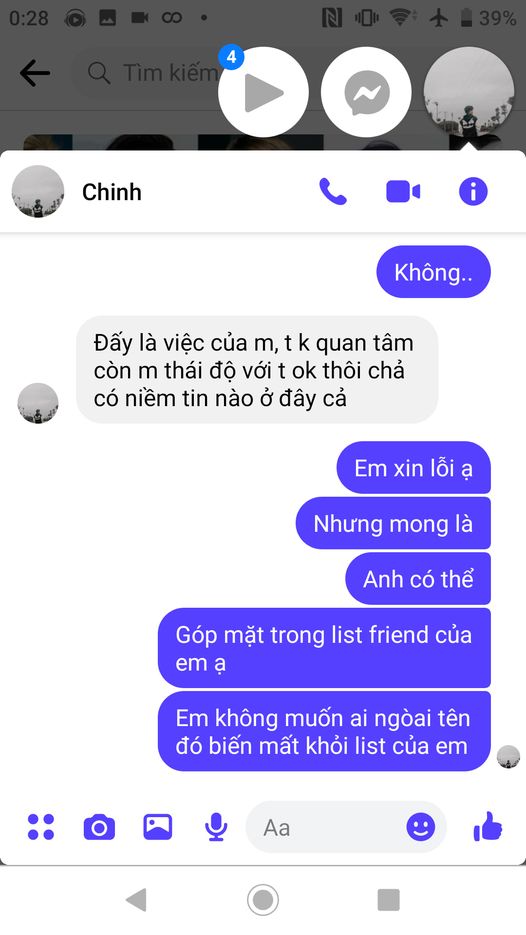 0:28
39%
Tìm kiếm
4
Chinh
Không..
Đấy là việc của m, t k quan tâm
còn m thái độ với t ok thôi chả
có niềm tin nào ở đây cả
Em xin lỗi ạ
Nhưng mong là
Anh có thể
Góp mặt trong list friend của
em ạ
Em không muốn ai ngòai tên
đó biến mất khỏi list của em
Aa